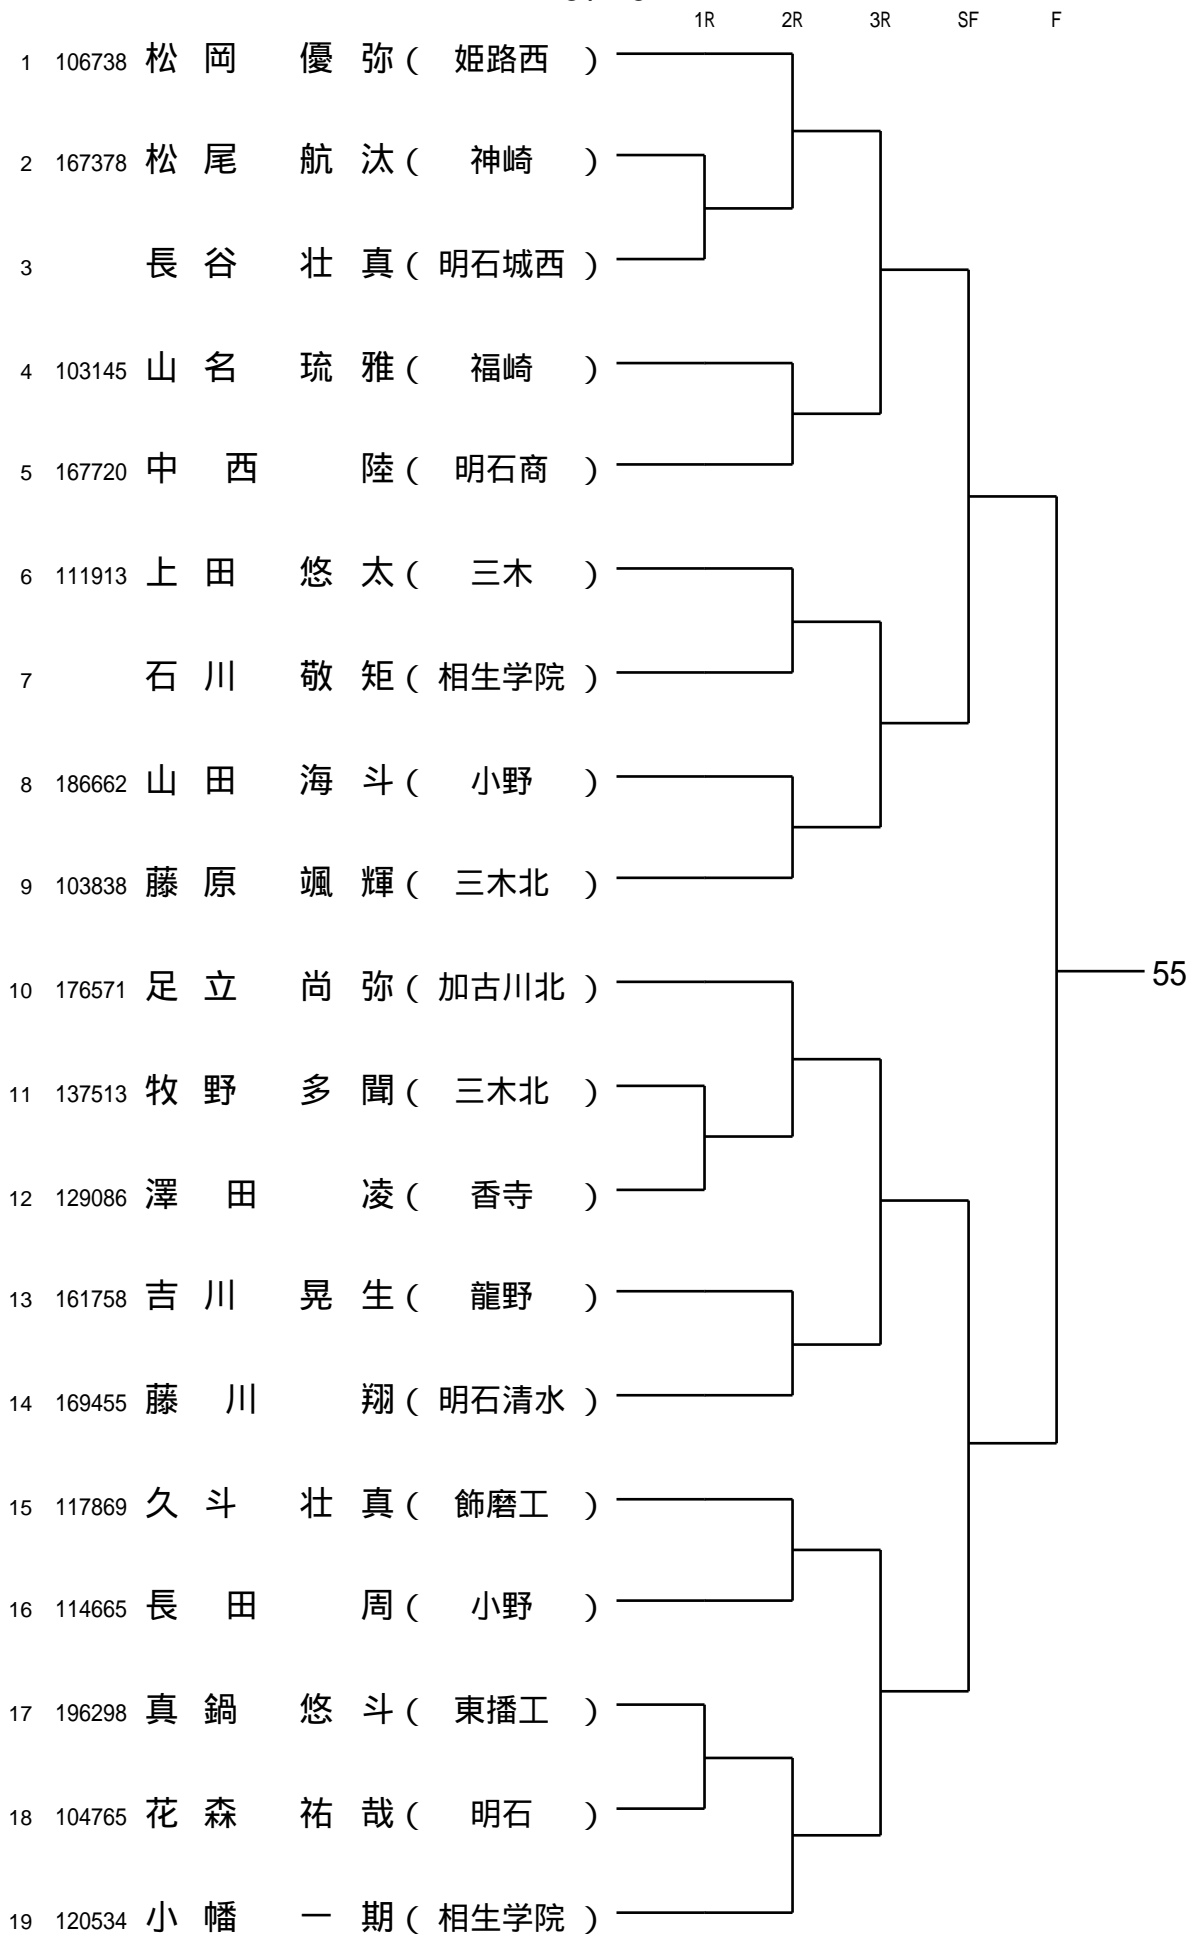 1R 2R 3R SF F
1 106738 松岡 優弥 ( 姫路西 )
2 167378 松尾 航汰 ( 神崎 )
3 長谷 壮真 ( 明石城西 )
4 103145 山名 琉雅 ( 福崎 )
5 167720 中西 陸 ( 明石商 )
6 111913 上田 悠太 ( 三木 )
7 石川 敬矩 ( 相生学院 )
8 186662 山田 海斗 ( 小野 )
9 103838 藤原 颯輝 ( 三木北 )
55
10 176571 足立 尚弥 ( 加古川北 )
11 137513 牧野 多聞 ( 三木北 )
12 129086 澤田 凌 ( 香寺 )
13 161758 吉川 晃生 ( 龍野 )
14 169455 藤川 翔 ( 明石清水 )
15 117869 久斗 壮真 ( 飾磨工 )
16 114665 長田 周 ( 小野 )
17 196298 真鍋 悠斗 ( 東播工 )
18 104765 花森 祐哉 ( 明石 )
19 120534 小幡 一期 ( 相生学院 )